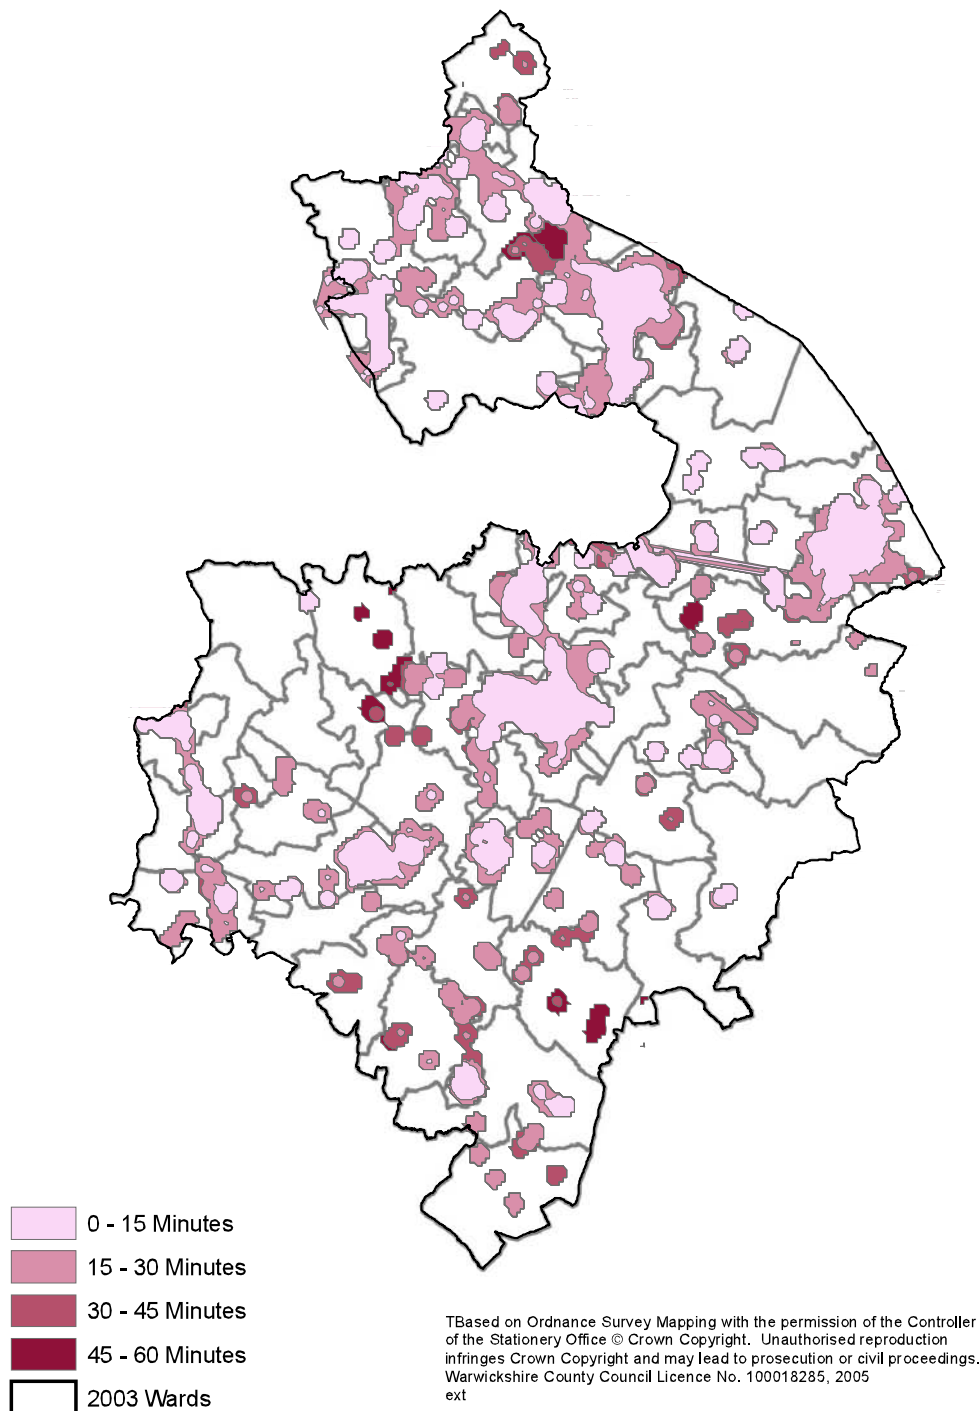 0 - 15 Minutes
15 - 30 Minutes
30 - 45 Minutes
45 - 60 Minutes
2003 Wards
TBased on Ordnance Survey Mapping with the permission of the Controller
of the Stationery Office © Crown Copyright. Unauthorised reproduction
infringes Crown Copyright and may lead to prosecution or civil proceedings.
Warwickshire County Council Licence No. 100018285, 2005
ext